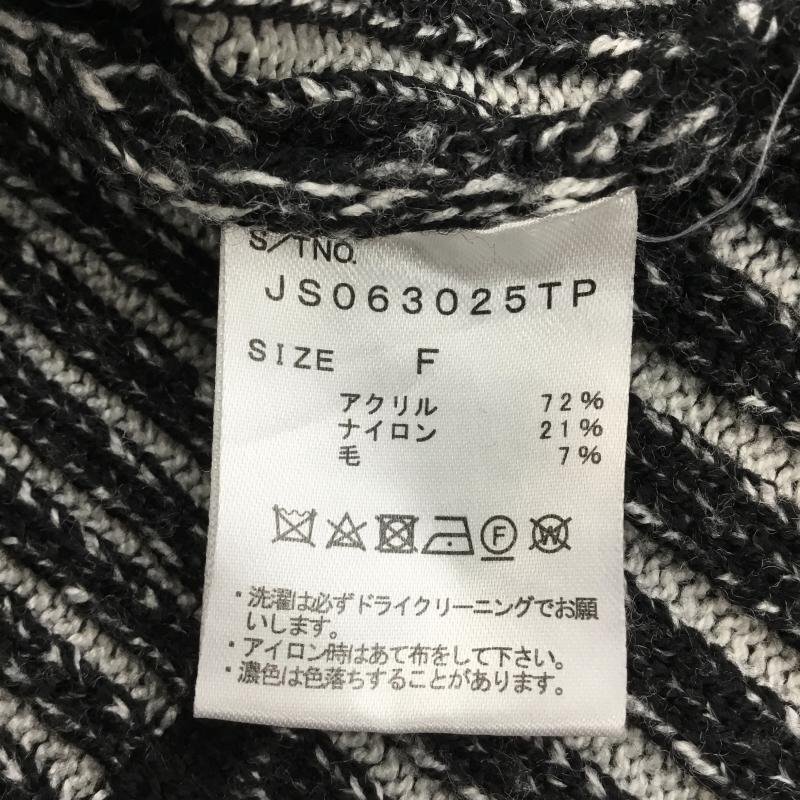 S/TNO.
JS063025TP
SIZE F
アクリル 72%
ナイロン 21%
毛 7%
F W
・洗濯は必ずドライクリーニングでお願
いします。
・アイロン時はあて布をして下さい。
・濃色は色落ちすることがあります。